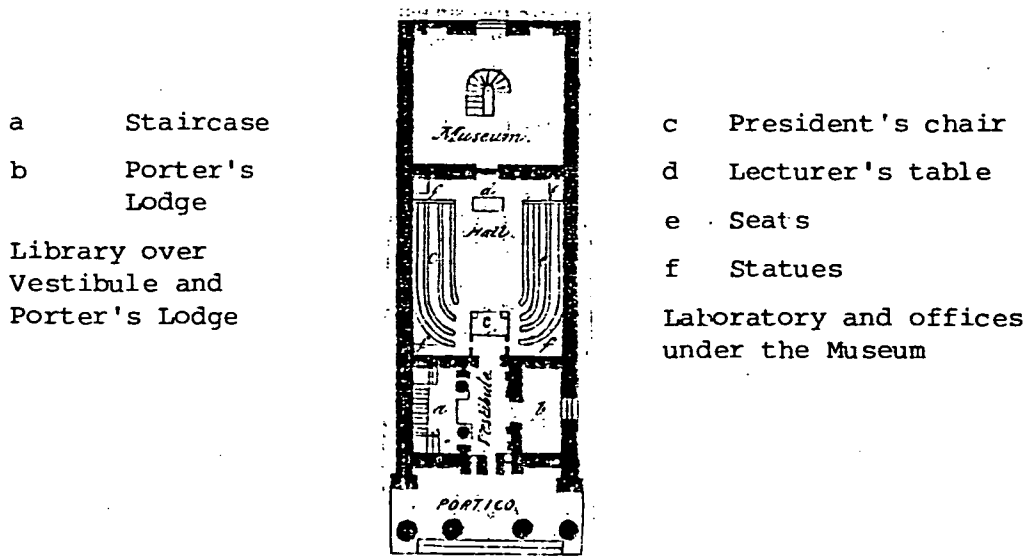 a Staircase
b Porter's
Lodge
Library over
Vestibule and
Porter's Lodge
Museum.
f d. f
Hall.
e e
c
f f
a Vestibule b
PORTICO.
c President's chair
d Lecturer's table
e Seats
f Statues
Laboratory and offices
under the Museum